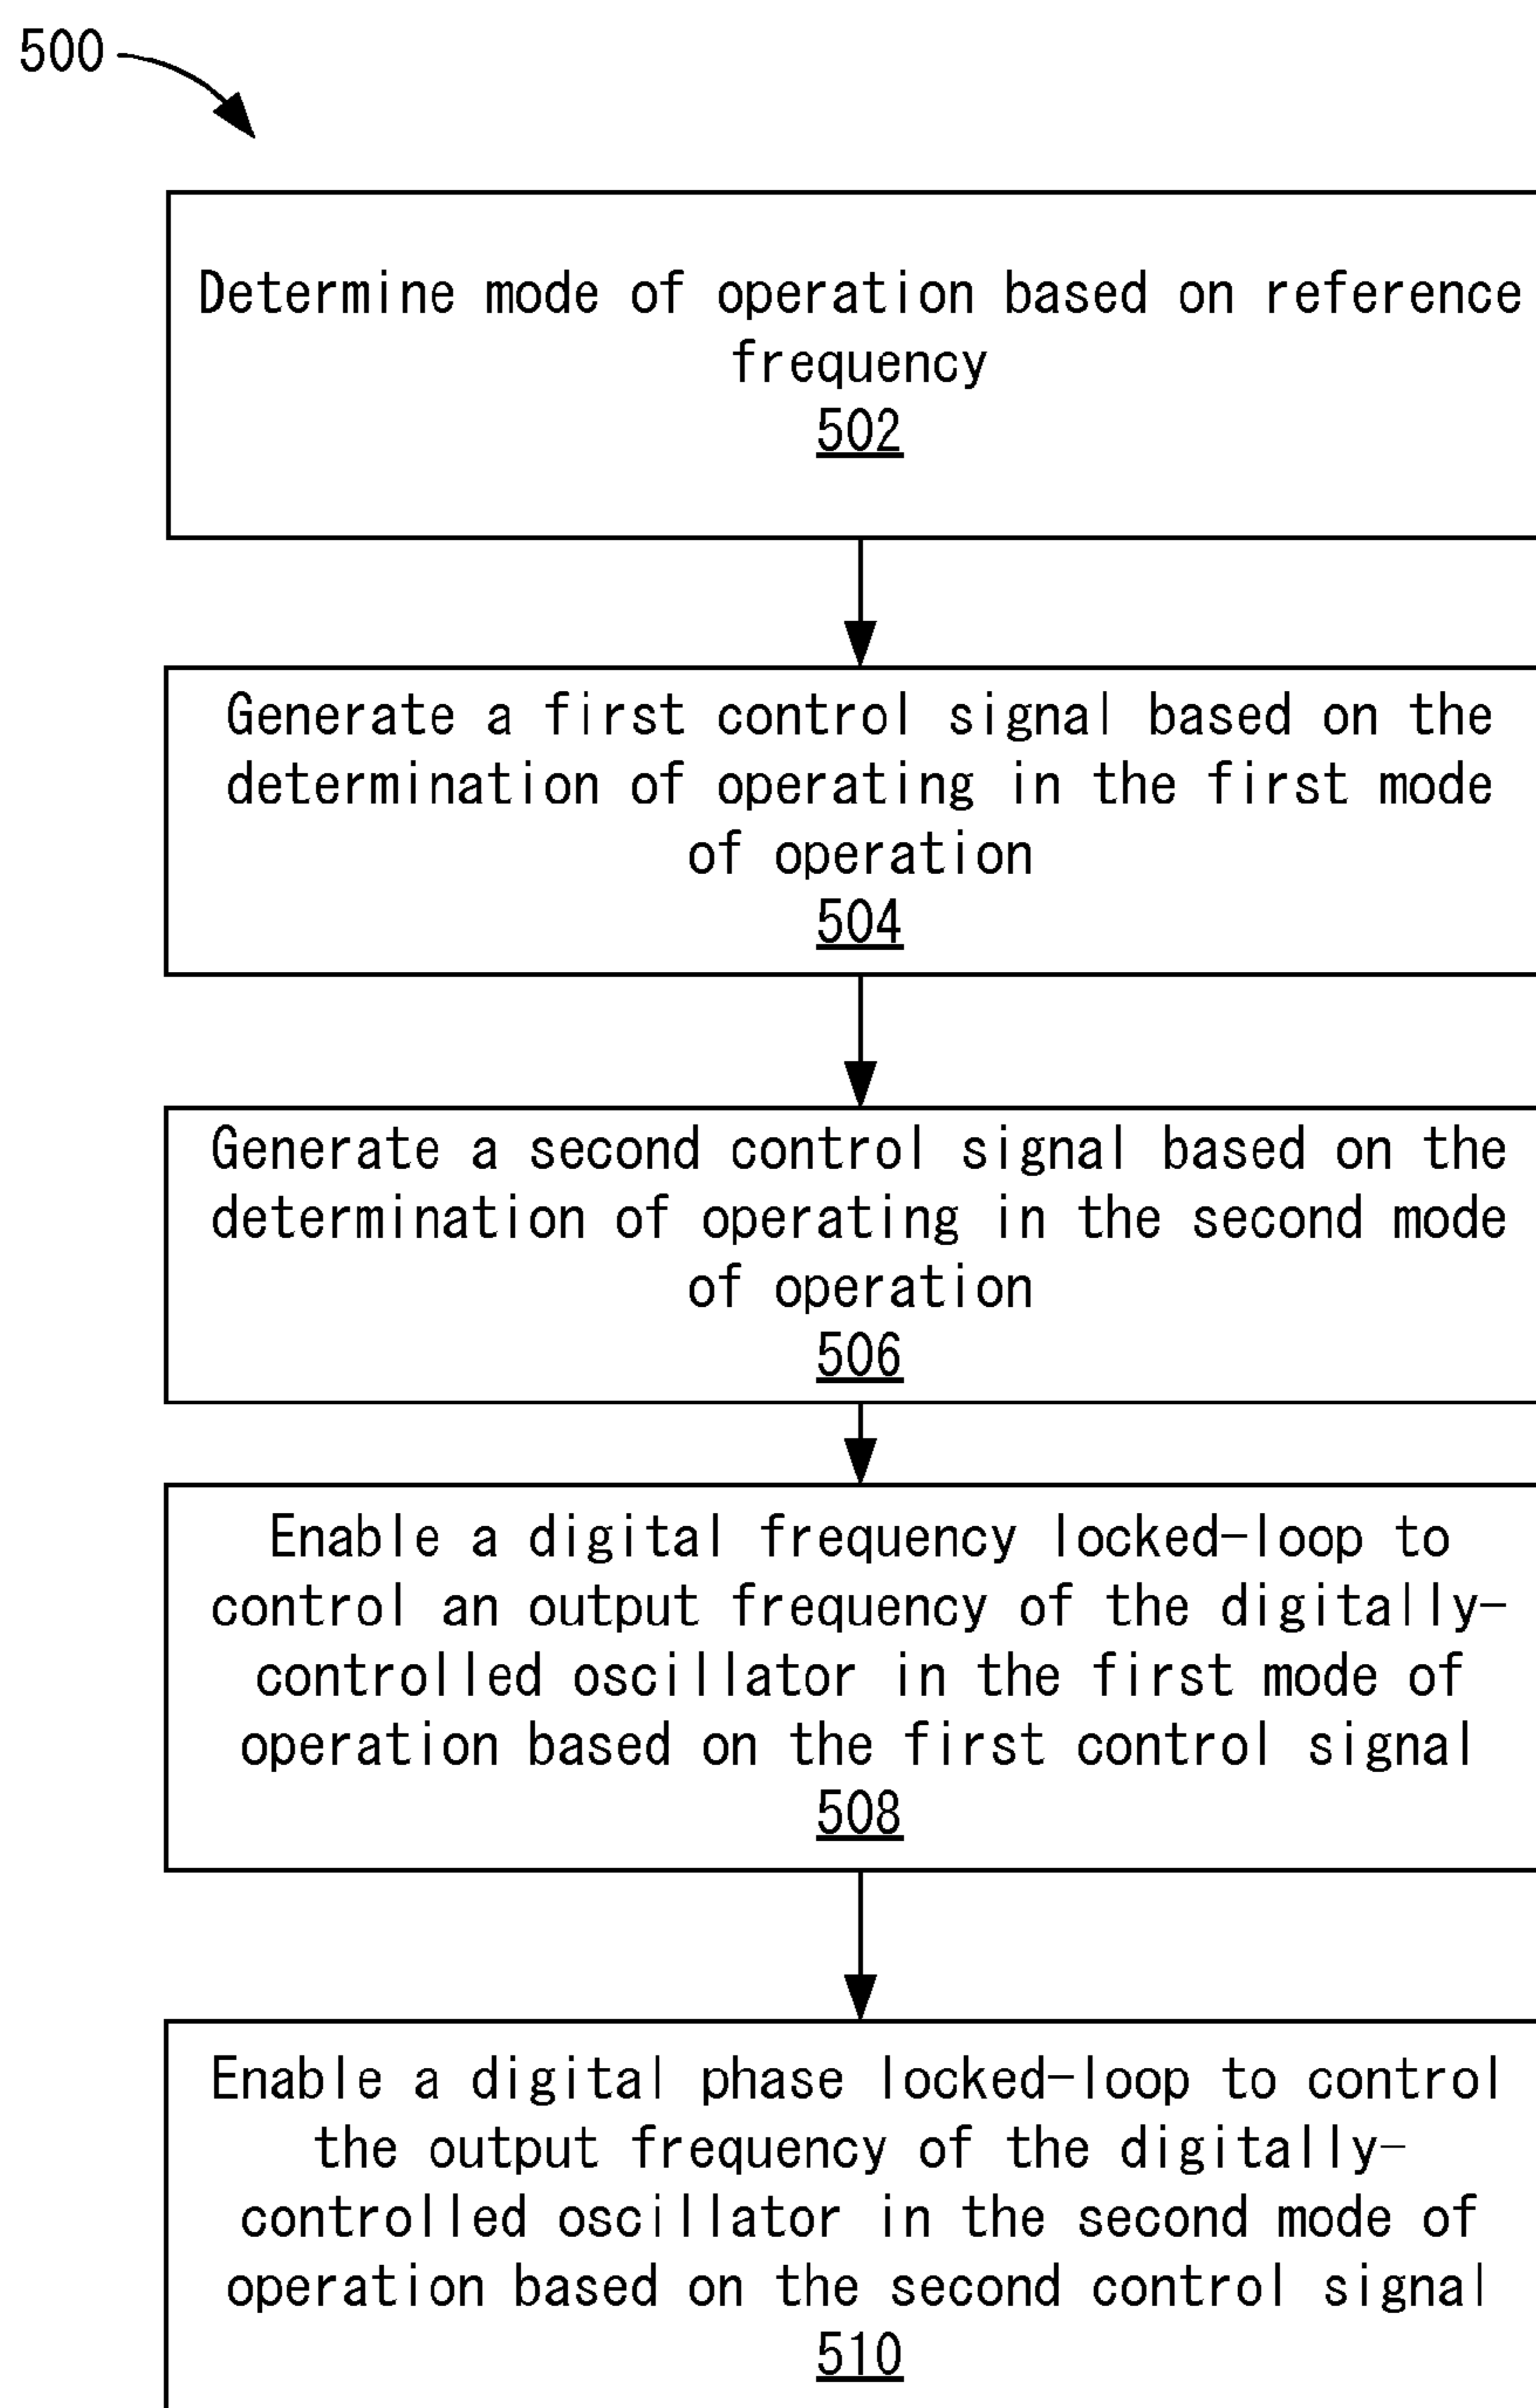 500
Determine mode of operation based on reference
frequency
502
Generate a first control signal based on the
determination of operating in the first mode
of operation
504
Generate a second control signal based on the
determination of operating in the second mode
of operation
506
Enable a digital frequency locked-loop to
control an output frequency of the digitally-
controlled oscillator in the first mode of
operation based on the first control signal
508
Enable a digital phase locked-loop to control
the output frequency of the digitally-
controlled oscillator in the second mode of
operation based on the second control signal
510